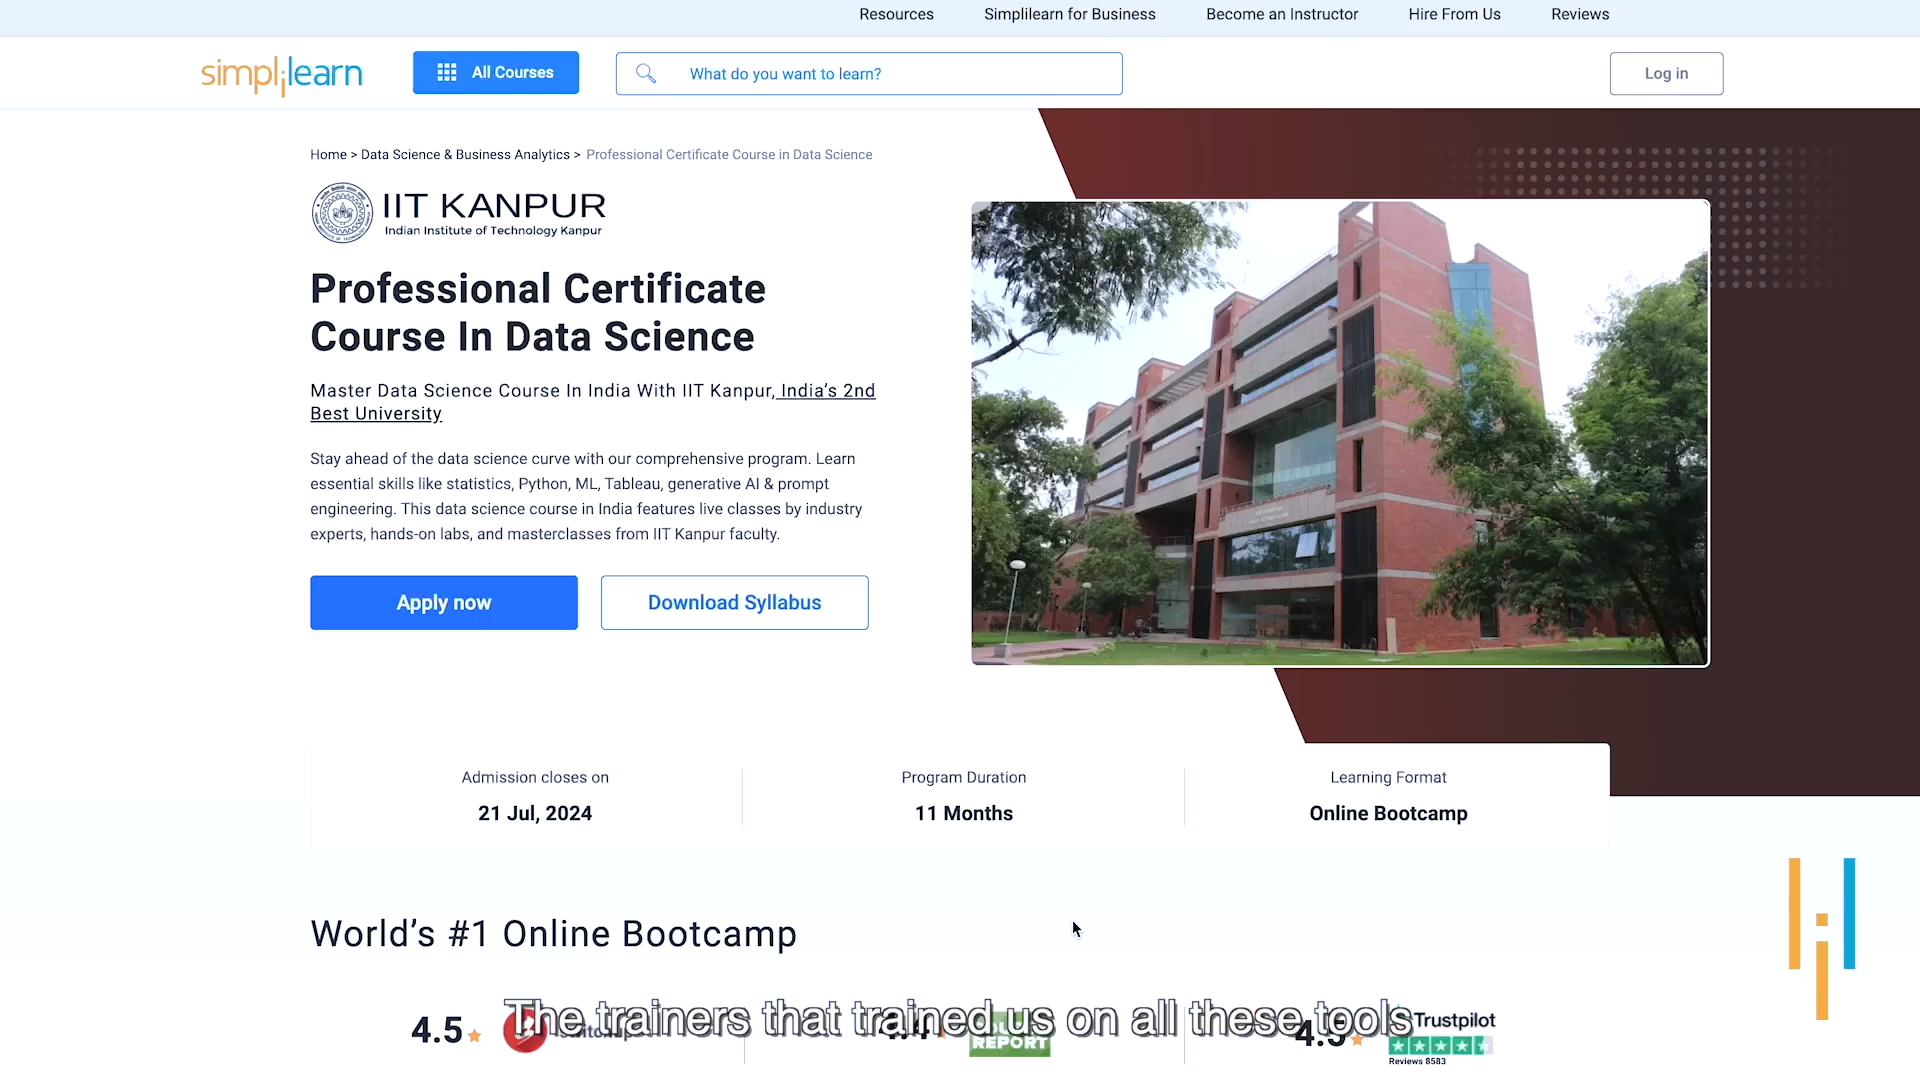 Resources
Simplilearn for Business
Become an Instructor
Hire From Us
Reviews
simplilearn
All Courses
What do you want to learn?
Log in
Home > Data Science & Business Analytics > Professional Certificate Course in Data Science
IIT KANPUR
Indian Institute of Technology Kanpur
Professional Certificate
Course In Data Science
Master Data Science Course In India With IIT Kanpur, India’s 2nd
Best University
Stay ahead of the data science curve with our comprehensive program. Learn
essential skills like statistics, Python, ML, Tableau, generative AI & prompt
engineering. This data science course in India features live classes by industry
experts, hands-on labs, and masterclasses from IIT Kanpur faculty.
Apply now
Download Syllabus
Admission closes on
21 Jul, 2024
Program Duration
11 Months
Learning Format
Online Bootcamp
World’s #1 Online Bootcamp
The trainers that trained us on all these tools
4.5
4.4
REPORT
4.5
Trustpilot
Reviews 8583